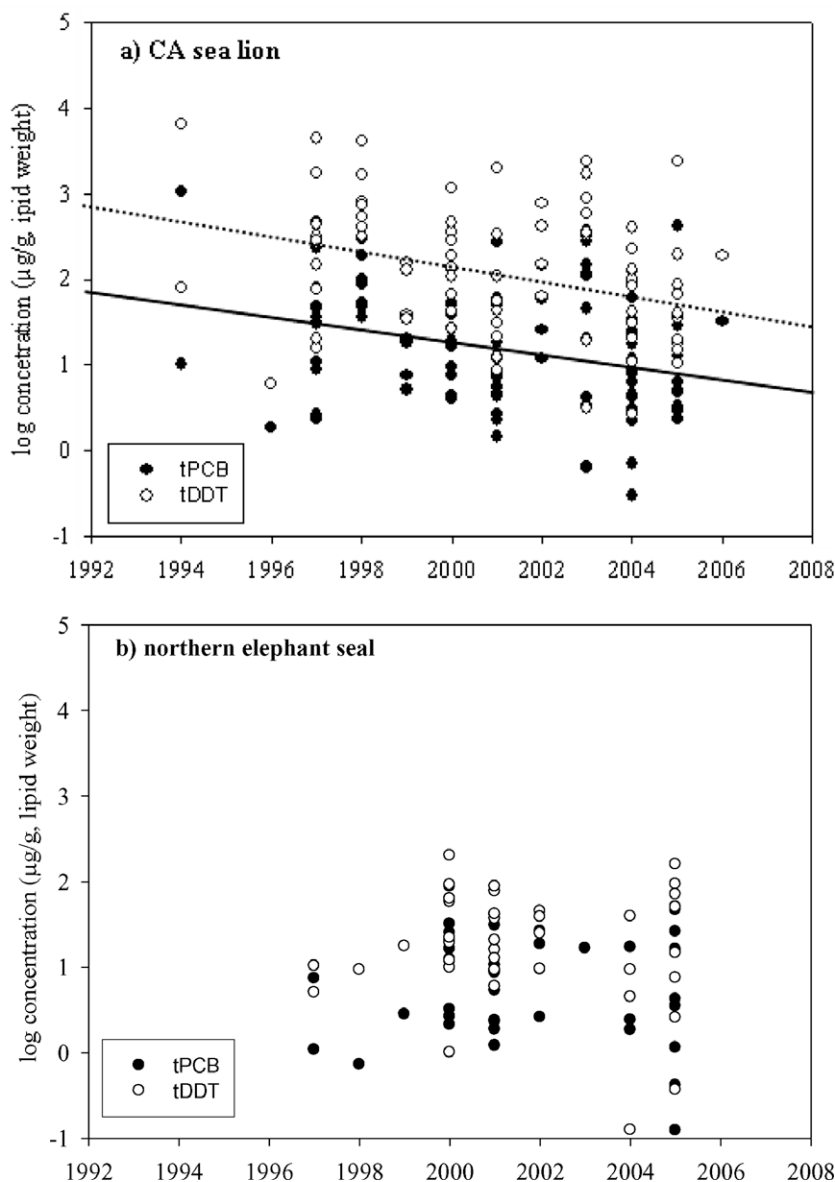 a) CA sea lion
log concetration (µg/g, ipid weight)
5
4
3
2
1
0
-1
tPCB
tDDT
1992 1994 1996 1998 2000 2002 2004 2006 2008
b) northern elephant seal
log concentration (µg/g, lipid weight)
5
4
3
2
1
0
-1
tPCB
tDDT
1992 1994 1996 1998 2000 2002 2004 2006 2008